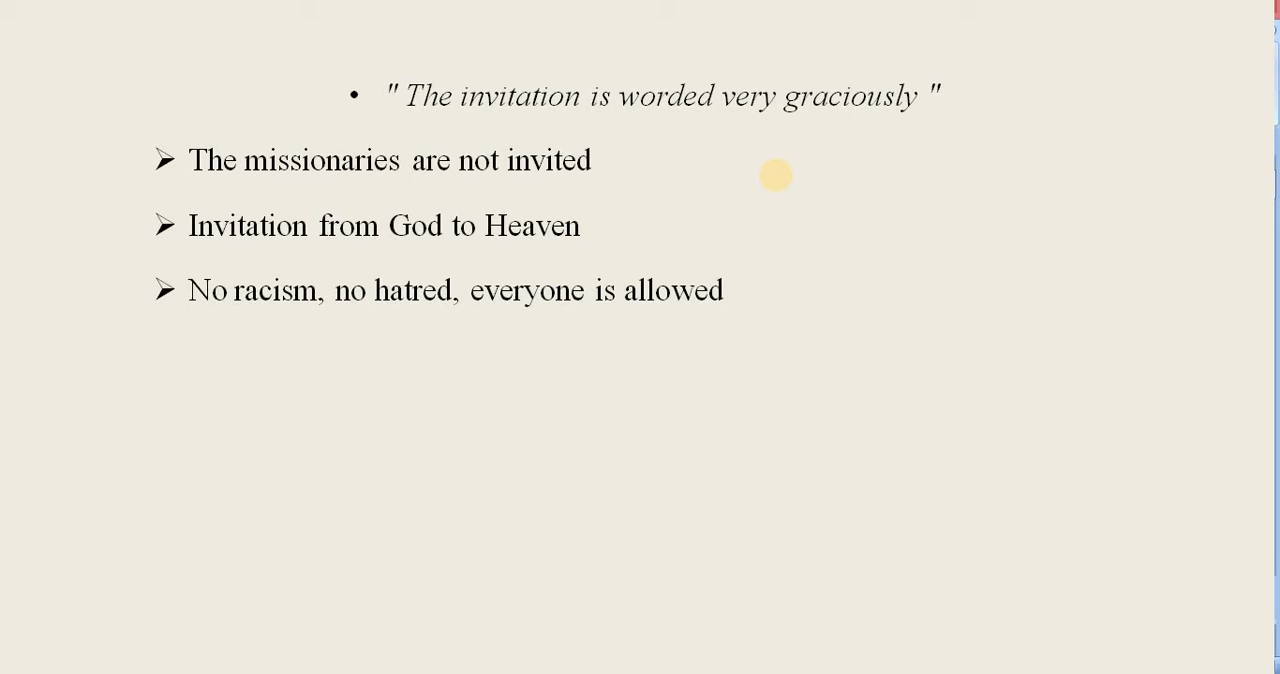 • " The invitation is worded very graciously "
➢ The missionaries are not invited
➢ Invitation from God to Heaven
➢ No racism, no hatred, everyone is allowed